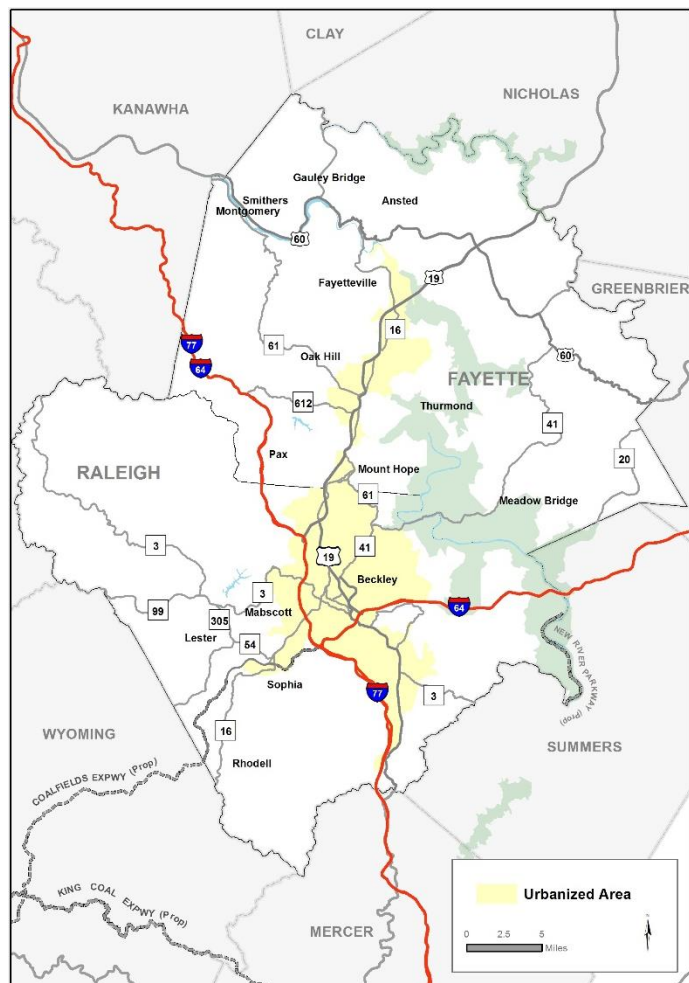 CLAY
NICHOLAS
KANAWHA
Gauley Bridge
Smithers
Ansted
Montgomery
60
Fayetteville
19
GREENBRIER
16
77
61
Oak Hill
60
64
FAYETTE
612
Thurmond
41
Pax
20
RALEIGH
Mount Hope
61
Meadow Bridge
3
19
41
Beckley
3
Mabscott
64
99
305
Lester
54
NEW RIVER PARKWAY (Prop)
Sophia
77
3
16
WYOMING
SUMMERS
Rhodell
COALFIELDS EXPWY (Prop)
KING COAL EXPWY (Prop)
MERCER
Urbanized Area
0 2.5 5
Miles